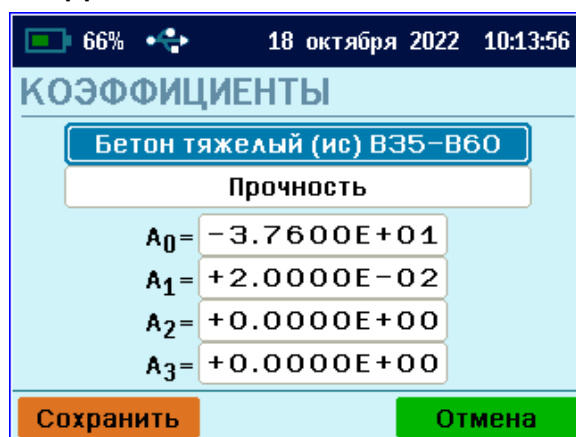 66% 18 октября 2022 10:13:56
КОЭФФИЦИЕНТЫ
Бетон тяжелый (ис) В35-В60
Прочность
A0= -3.7600E+01
A1= +2.0000E-02
A2= +0.0000E+00
A3= +0.0000E+00
Сохранить Отмена